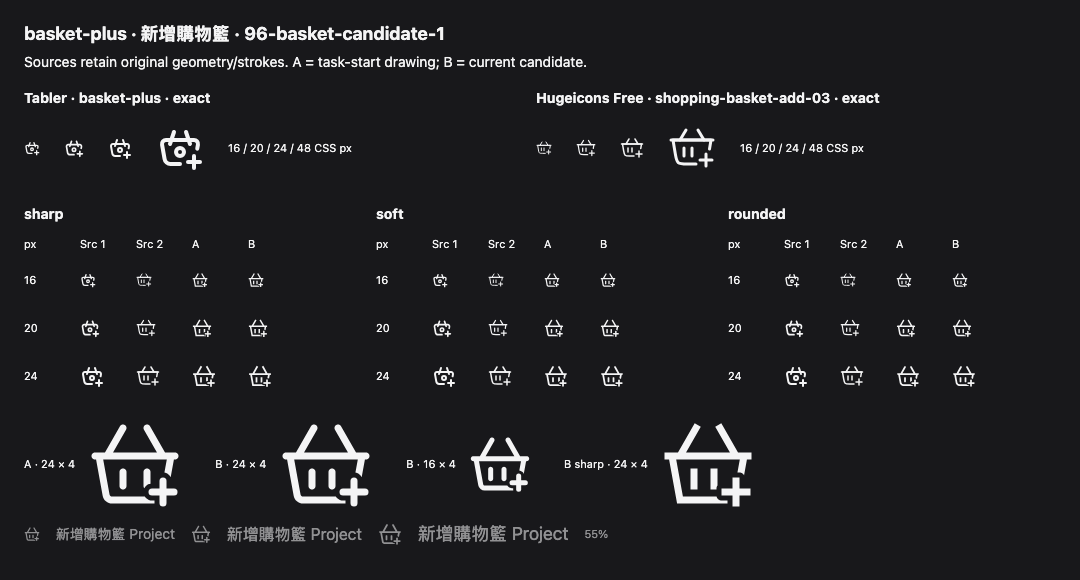 basket-plus · 新增購物籃 · 96-basket-candidate-1
Sources retain original geometry/strokes. A = task-start drawing; B = current candidate.
Tabler · basket-plus · exact
Hugeicons Free · shopping-basket-add-03 · exact
16 / 20 / 24 / 48 CSS px
16 / 20 / 24 / 48 CSS px
sharp
soft
rounded
px Src 1 Src 2 A B
px Src 1 Src 2 A B
px Src 1 Src 2 A B
16
16
16
20
20
20
24
24
24
A · 24 × 4
B · 24 × 4
B · 16 × 4
B sharp · 24 × 4
新增購物籃 Project
新增購物籃 Project
新增購物籃 Project
55%